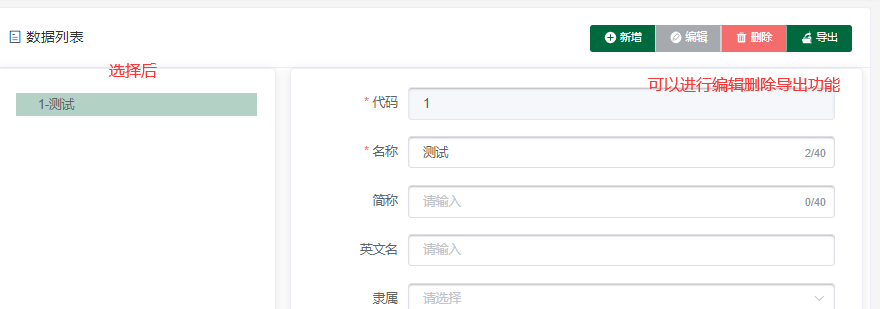 数据列表
新增 编辑 删除 导出
选择后
可以进行编辑删除导出功能
1-测试
* 代码 1
* 名称 测试 2/40
简称 请输入 0/40
英文名 请输入
隶属 请选择